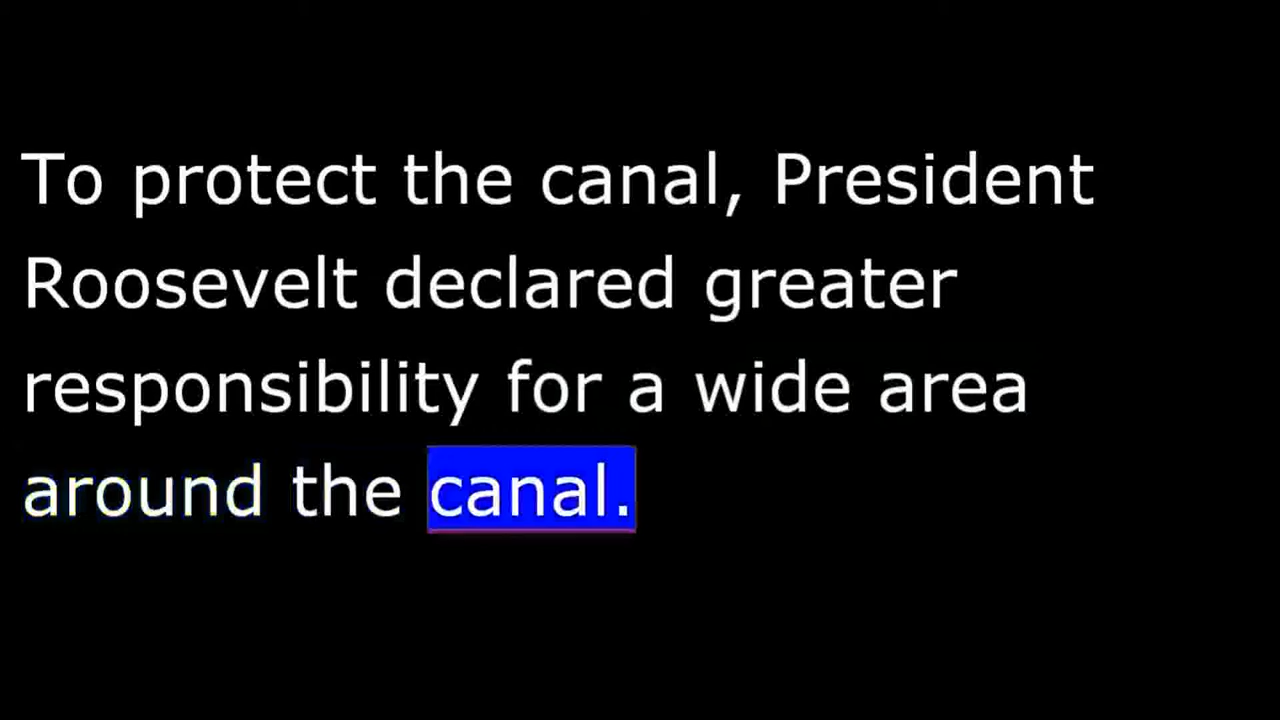 To protect the canal, President
Roosevelt declared greater
responsibility for a wide area
around the canal.